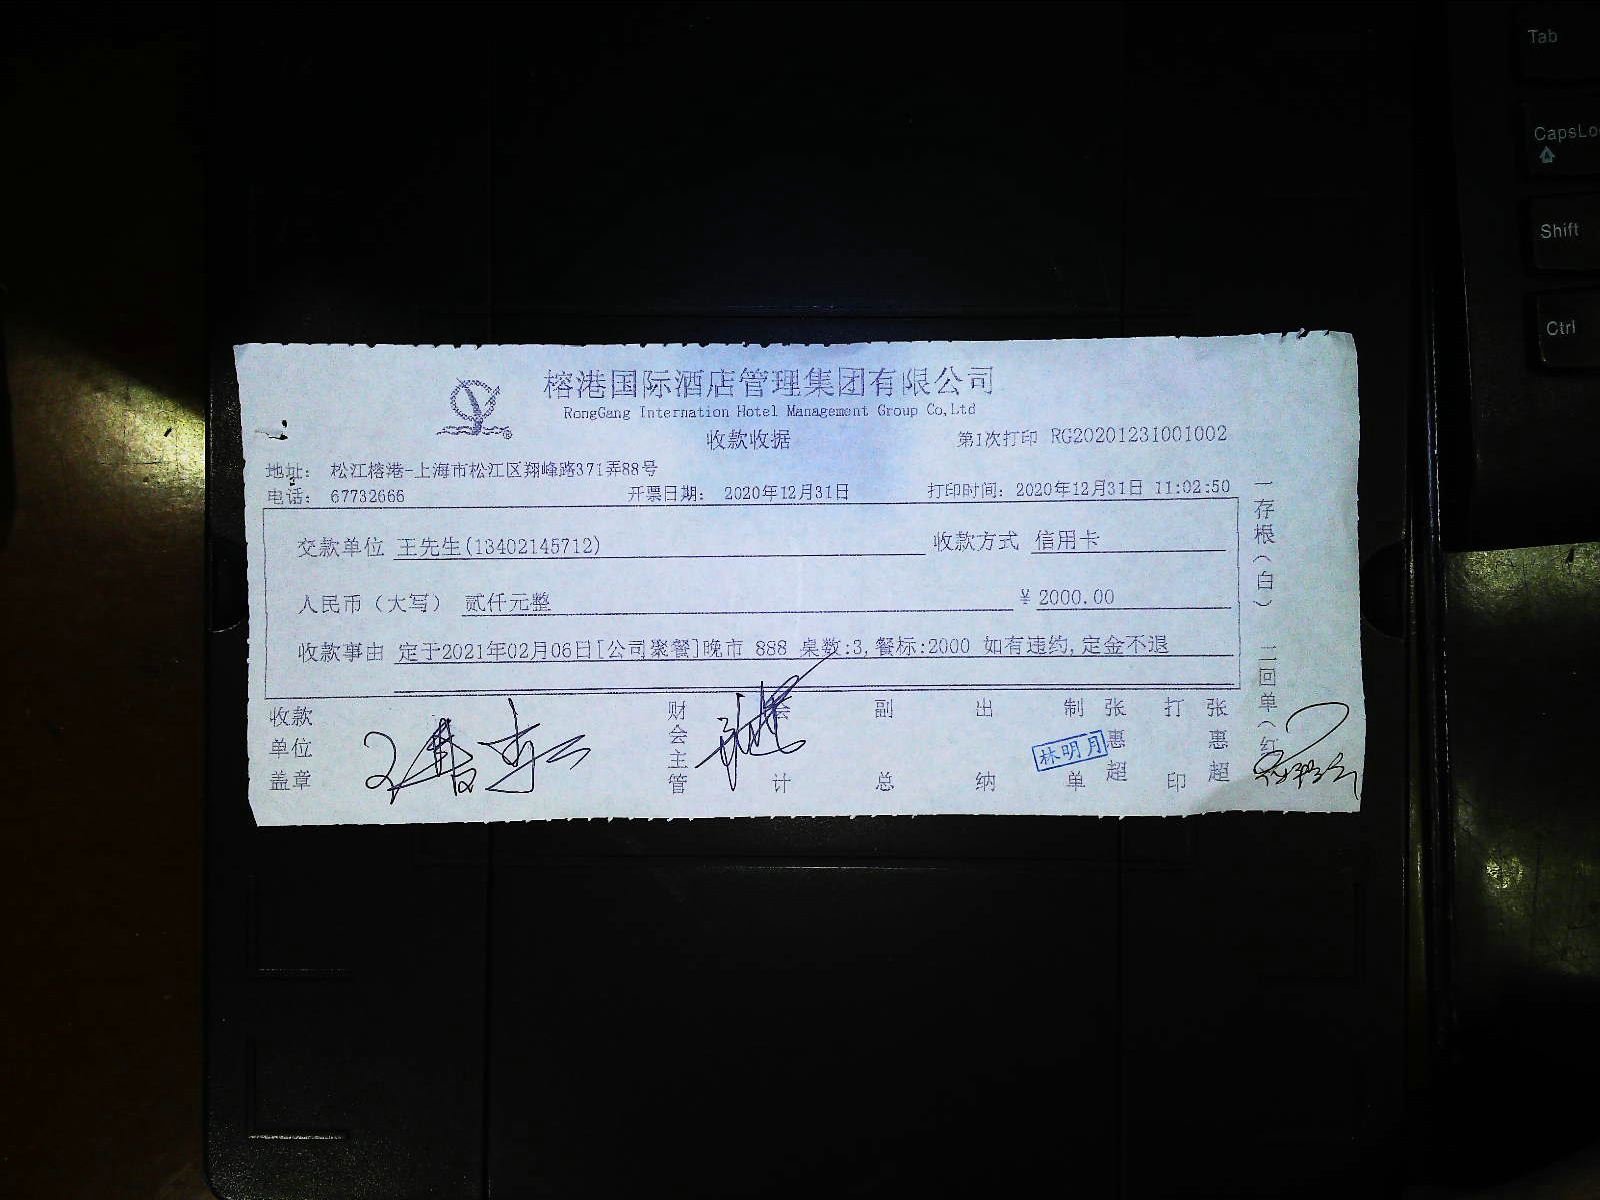 榕港国际酒店管理集团有限公司
RongGang Internation Hotel Management Group Co,Ltd
收款收据
第1次打印 RG20201231001002
地址： 松江榕港-上海市松江区翔峰路371弄88号
电话： 67732666 开票日期： 2020年12月31日 打印时间： 2020年12月31日 11:02:50
交款单位 王先生(13402145712) 收款方式 信用卡
人民币（大写） 贰仟元整 ￥2000.00
收款事由 定于2021年02月06日[公司聚餐]晚市 888 桌数:3,餐标:2000 如有违约,定金不退
收款单位盖章 财会主管 会计 副总 出纳 制单 张惠超 打印 张惠超
林明月
一存根（白） 二回单（红
Tab
CapsLo
Shift
Ctrl